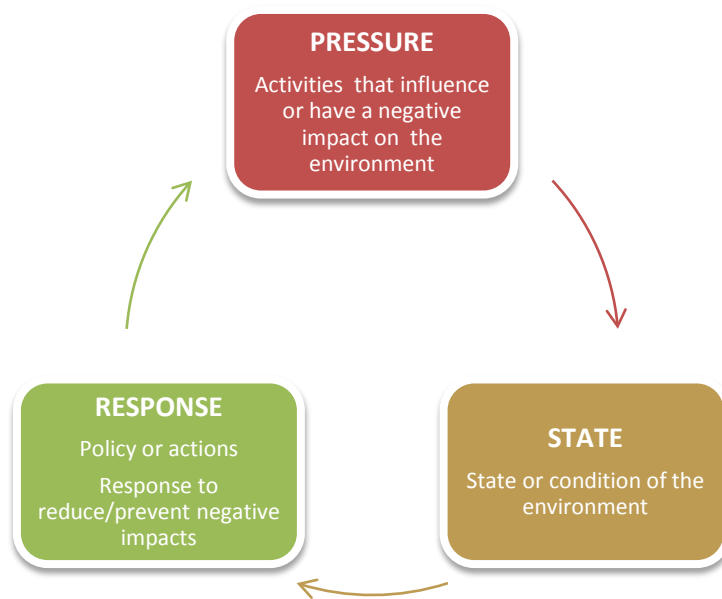 PRESSURE
Activities that influence
or have a negative
impact on the
environment
RESPONSE
Policy or actions
Response to
reduce/prevent negative
impacts
STATE
State or condition of the
environment